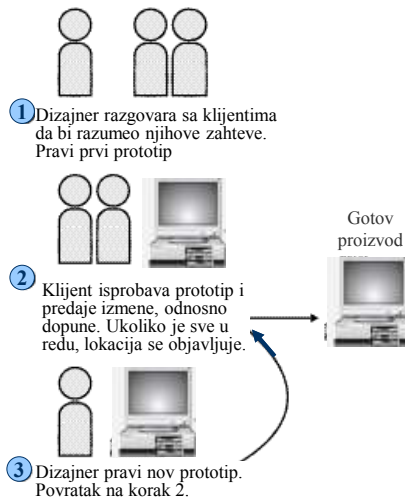 1 Dizajner razgovara sa klijentima
da bi razumeo njihove zahteve.
Pravi prvi prototip
Gotov
proizvod
2 Klijent isprobava prototip i
predaje izmene, odnosno
dopune. Ukoliko je sve u
redu, lokacija se objavljuje.
3 Dizajner pravi nov prototip.
Povratak na korak 2.